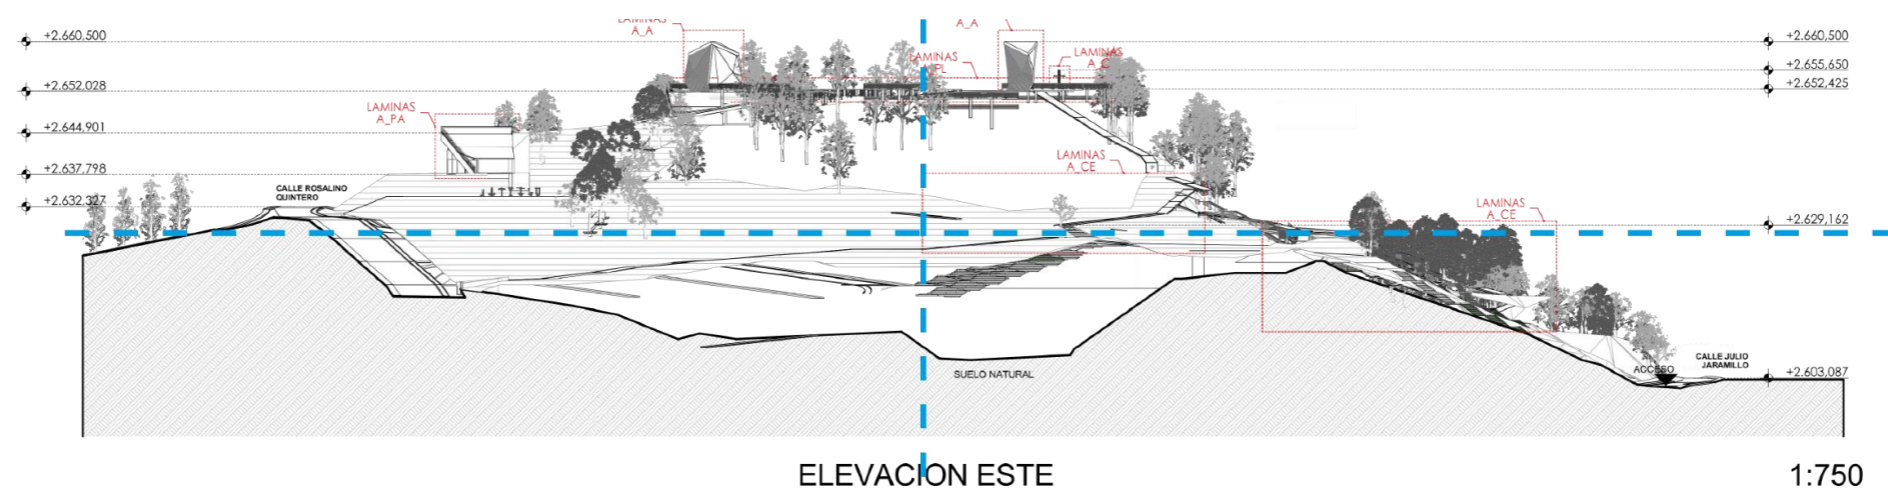 LAMINAS
A_A
A_A
+2.660,500
+2.660,500
LAMINAS
A_PL
LAMINAS
A_C
+2.655,650
+2.652,028
+2.652,425
LAMINAS
A_PA
+2.644,901
LAMINAS
A_CE
+2.637,798
CALLE ROSALINO
QUINTERO
LAMINAS
A_CE
+2.632,327
+2.629,162
CALLE JULIO
JARAMILLO
ACCESO
SUELO NATURAL
+2.603,087
ELEVACION ESTE
1:750